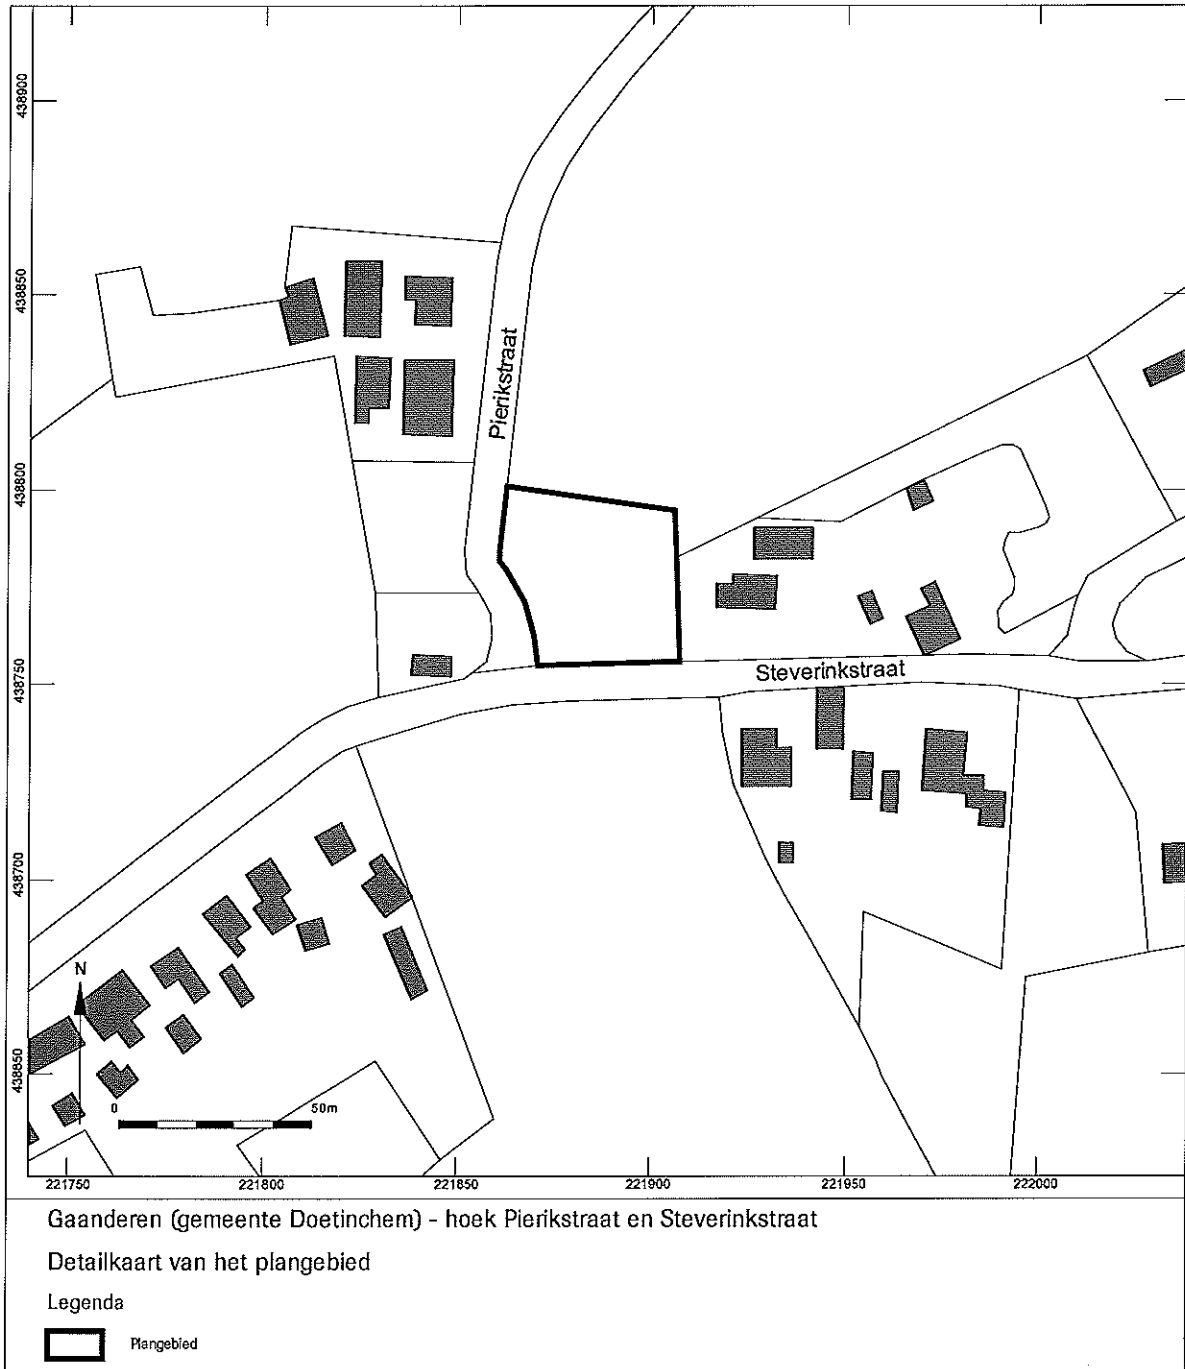 438900
438850
438800
438750
438700
438650
Pierikstraat
Steverinkstraat
N
0 50m
221750 221800 221850 221900 221950 222000
Gaanderen (gemeente Doetinchem) - hoek Pierikstraat en Steverinkstraat
Detailkaart van het plangebied
Legenda
Plangebied